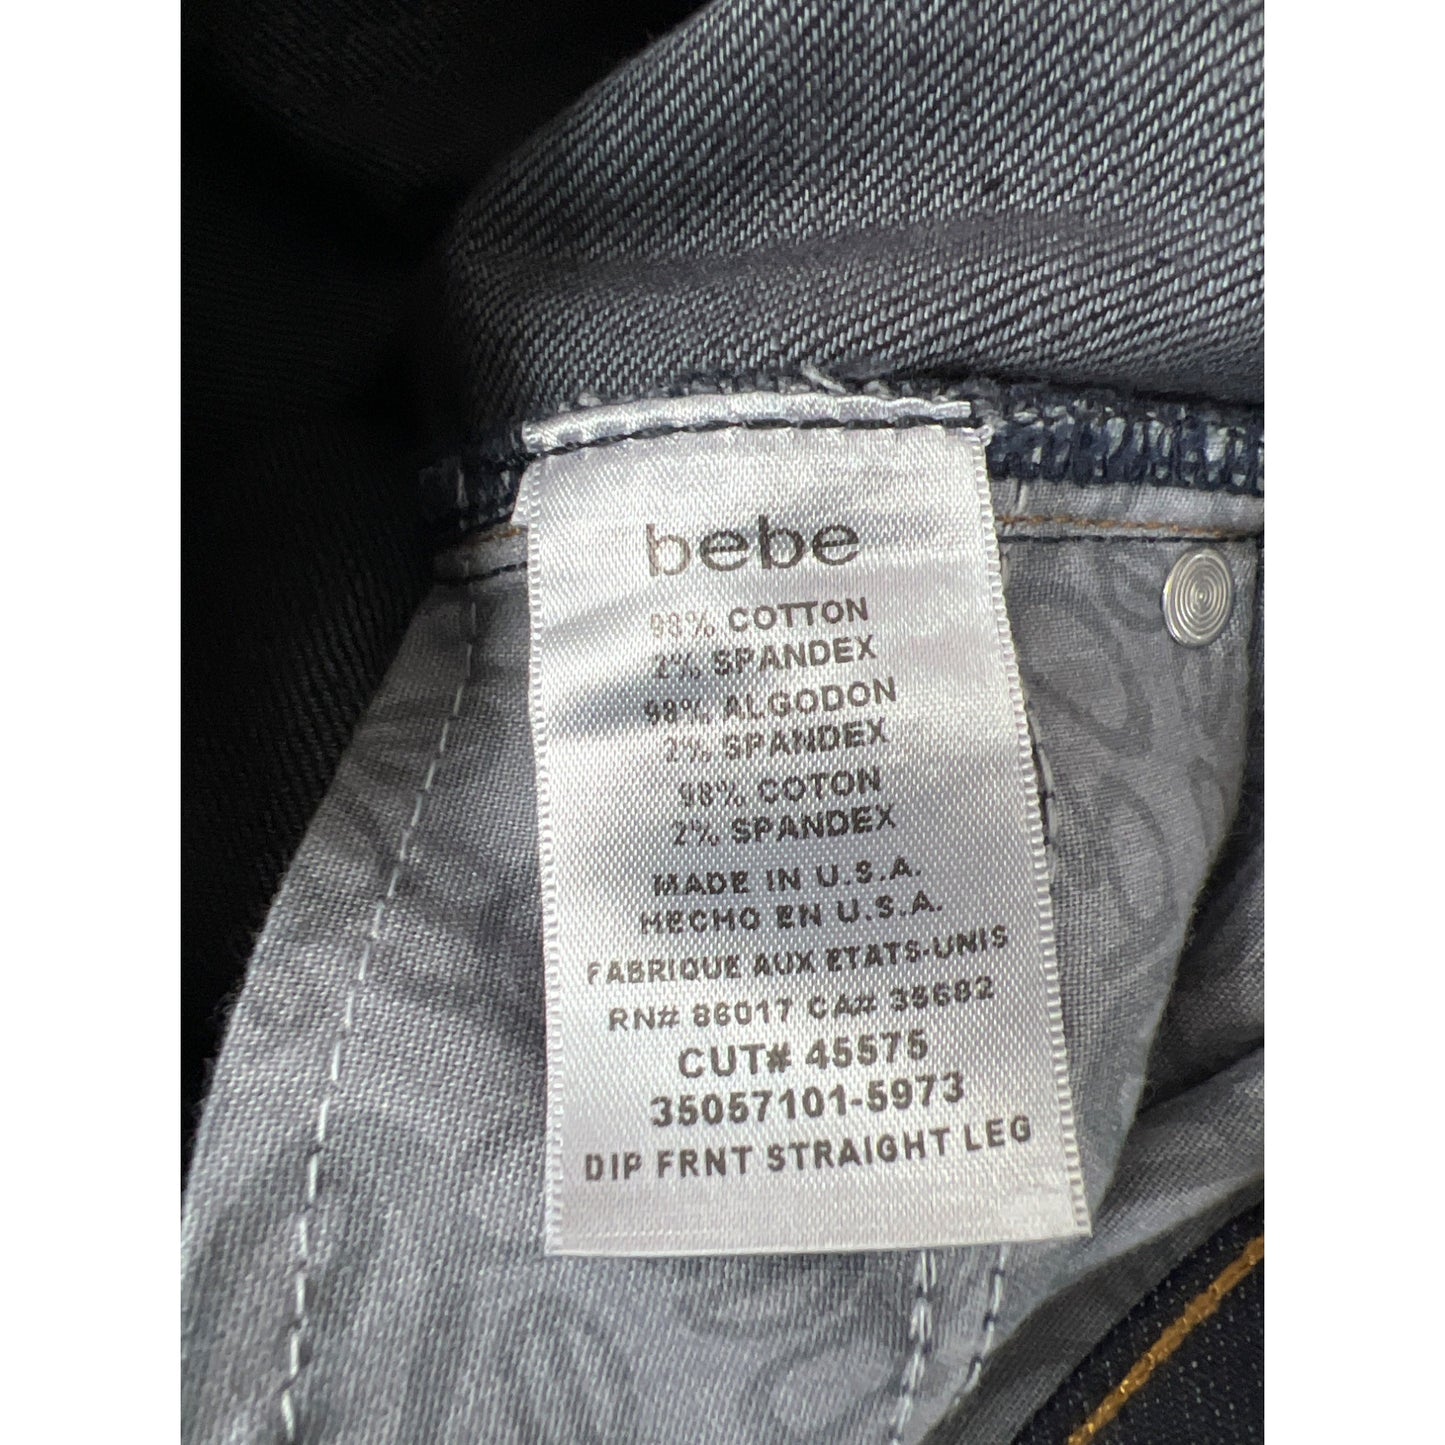 bebe
98% COTTON
2% SPANDEX
98% ALGODON
2% SPANDEX
98% COTON
2% SPANDEX
MADE IN U.S.A.
HECHO EN U.S.A.
FABRIQUE AUX ETATS-UNIS
RN# 86017 CA# 35682
CUT# 45575
35057101-5973
DIP FRNT STRAIGHT LEG